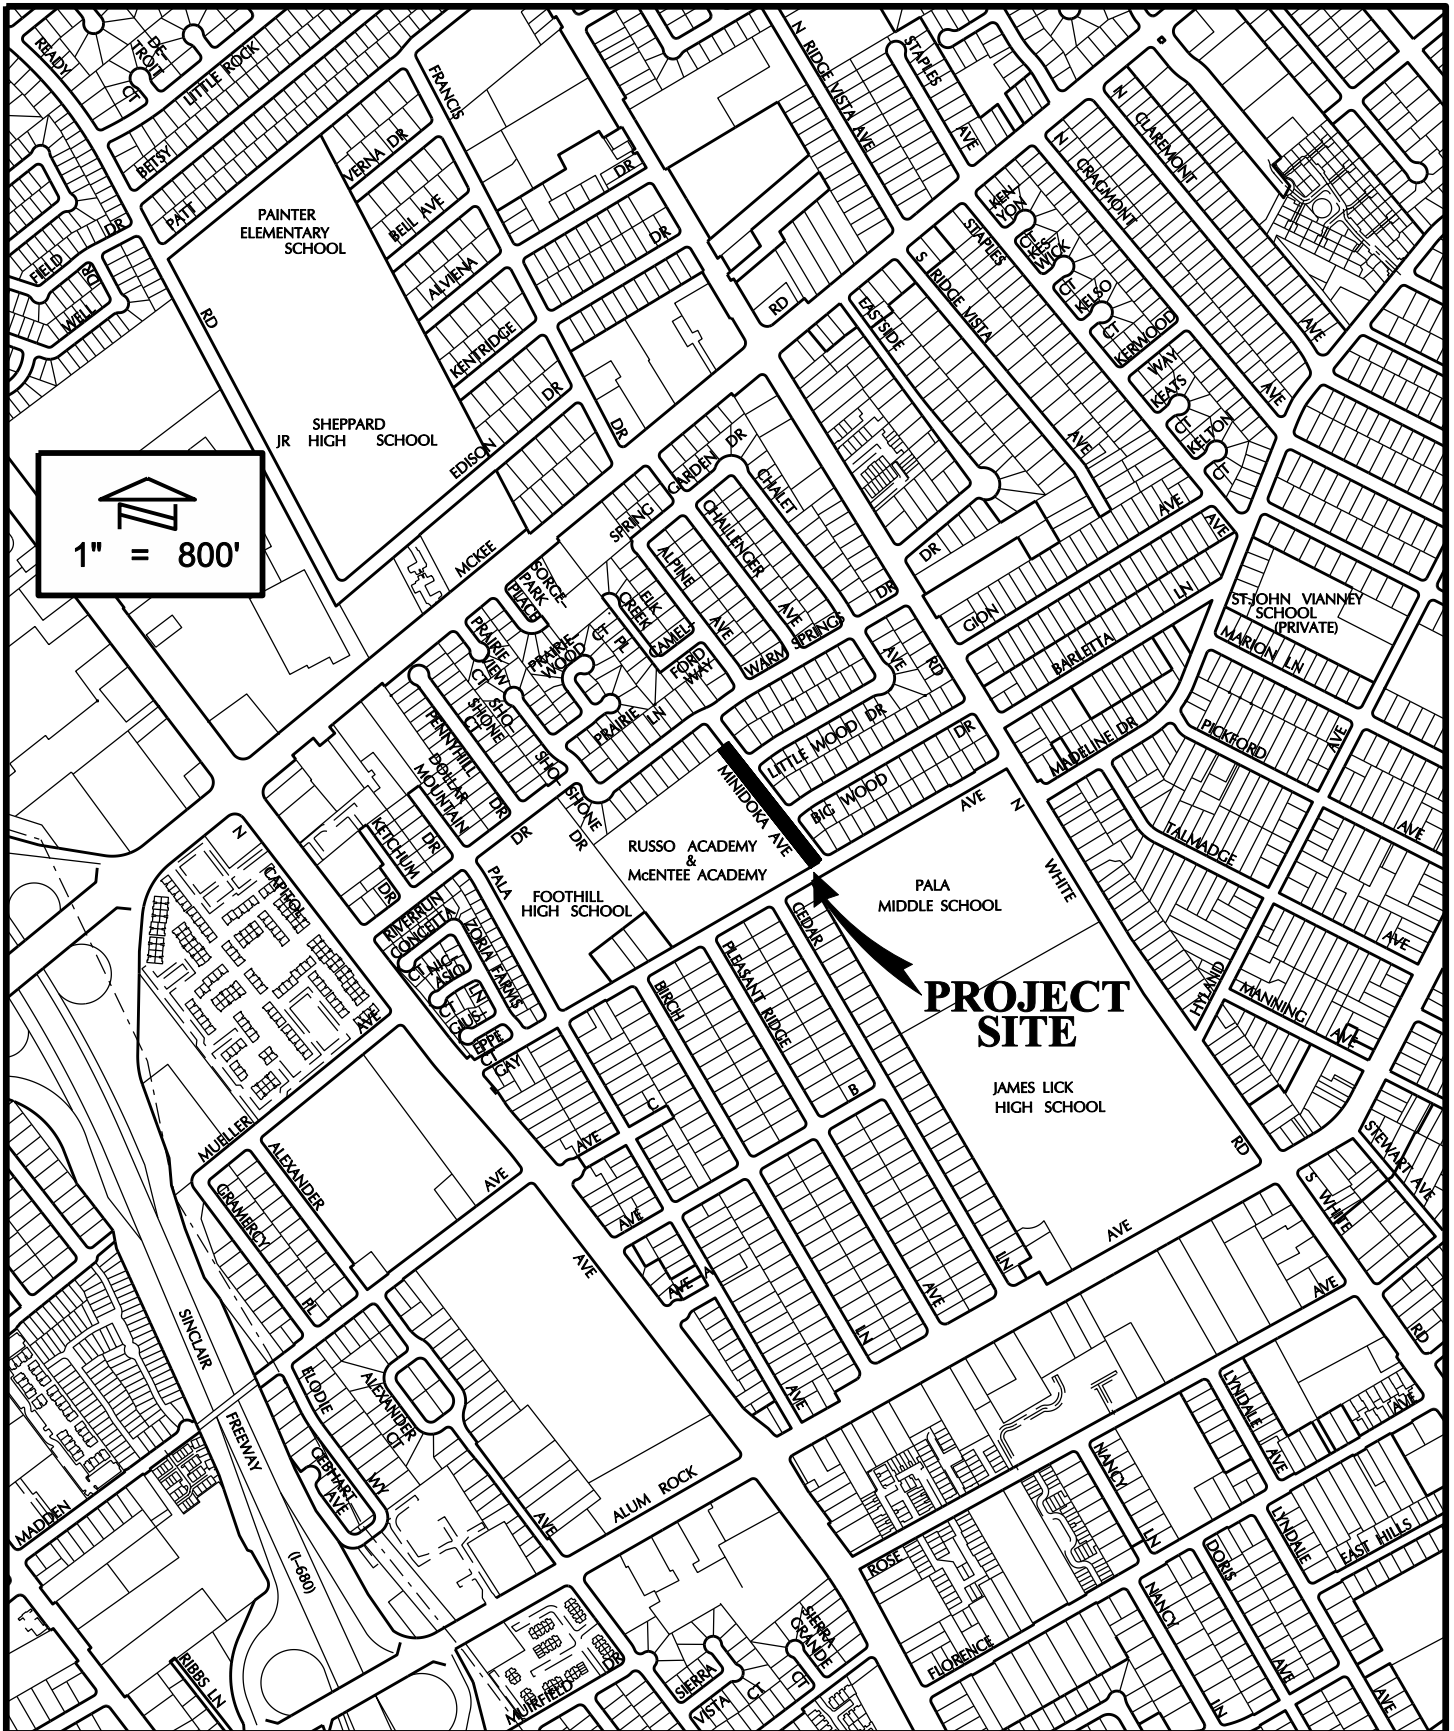 READY
DE-
TROIT
CT
LITTLE ROCK
BETSY
PATT
DR
FIELD
DR
WELL
RD
FRANCIS
VERNA DR
BELL AVE
ALVIENA
KENTRIDGE
DR
EDISON
DR
DR
DR
N RIDGE VISTA AVE
STAPLES
AVE
N CLAREMONT
AVE
N CRAGMONT
AVE
KEN-
YON
CT
KES-
WICK
CT
KELSO
CT
KERWOOD
WAY
KEATS
CT
KELTON
CT
STAPLES
AVE
S RIDGE VISTA
AVE
EASTSIDE
DR
RD
PAINTER
ELEMENTARY
SCHOOL
SHEPPARD
JR HIGH SCHOOL
1" = 800'
MCKEE
SPRING
GARDEN
DR
CHALET
CHALLENGER
AVE
ALPINE
AVE
ELK
CREEK
PL
CAMEL-
FORD
WAY
WARM SPRINGS
DR
SORGE-
PARK
PLACE
PRAIRIE
WOOD
CT
PRAIRIE
VIEW
CT
PRAIRIE
LN
SHO-
SHONE
CT
SHO-
SHONE
DR
PENNYHILL
DR
DOLLAR
MOUNTAIN
DR
KETCHUM
DR
DR
GION
AVE
BARLETTA
LN
AVE
ST JOHN VIANNEY
SCHOOL
(PRIVATE)
MARION LN
MADELINE DR
PICKFORD
AVE
TALMADGE
AVE
HYLAND
AVE
MANNING
AVE
STEWART AVE
AVE
RD
LITTLE WOOD DR
BIG WOOD
DR
MINIDOKA AVE
AVE
N
WHITE
RD
S WHITE
RD
RUSSO ACADEMY
&
McENTEE ACADEMY
PALA
FOOTHILL
HIGH SCHOOL
PALA
MIDDLE SCHOOL
PROJECT
SITE
JAMES LICK
HIGH SCHOOL
N
CAPITOL
AVE
RIVERRUN
CONCETTA
CT
NIC-
ASIO
LN
CT
GIUS-
EPPE
CT
ZORIA FARMS
GAY
AVE
BIRCH
PLEASANT RIDGE
CEDAR
LN
B
C
AVE
AVE A
AVE
LN
AVE
AVE
AVE
MUELLER
AVE
ALEXANDER
GRAMERCY
PL
AVE
ALUM ROCK
AVE
SINCLAIR
FREEWAY
(I-680)
ELODIE
WY
ALEXANDER
CT
GEBHART
AVE
MADDEN
AVE
RIBBS LN
MUIRFIELD
DR
SIERRA
VISTA
CT
SIERRA
GRANDE
CT
ROSE
AVE
FLORENCE
NANCY
LN
NANCY
LN
LYNDALE
AVE
LYNDALE
AVE
DORIS
AVE
EAST HILLS